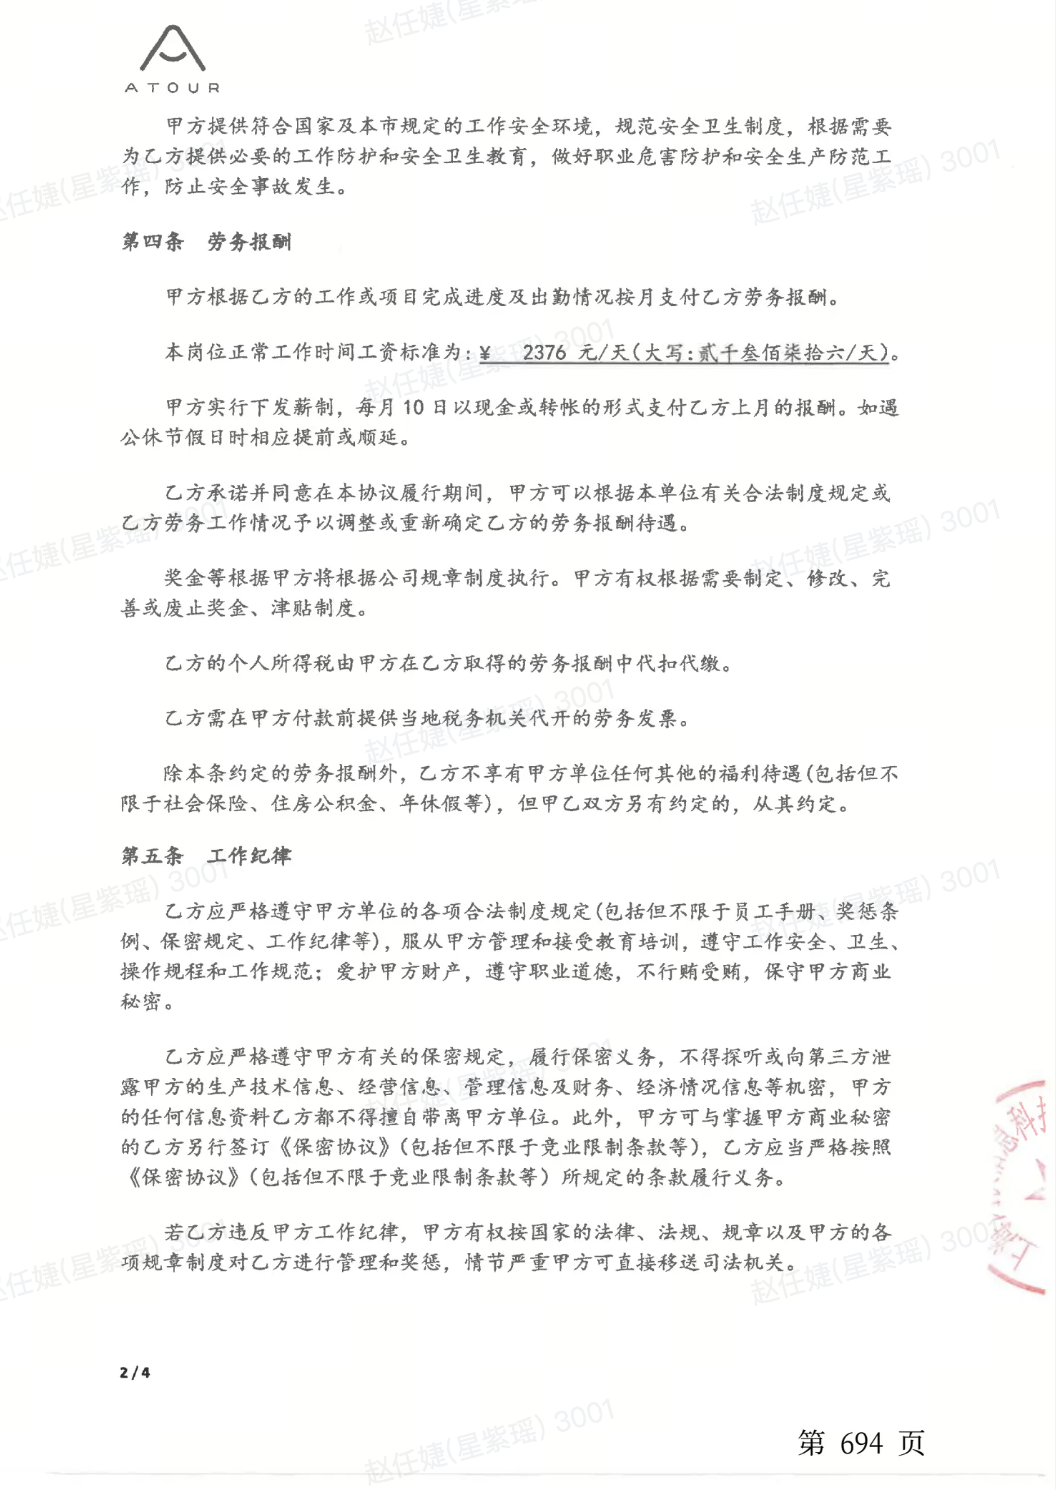 ATOUR
甲方提供符合国家及本市规定的工作安全环境，规范安全卫生制度，根据需要
为乙方提供必要的工作防护和安全卫生教育，做好职业危害防护和安全生产防范工
作，防止安全事故发生。
第四条 劳务报酬
甲方根据乙方的工作或项目完成进度及出勤情况按月支付乙方劳务报酬。
本岗位正常工作时间工资标准为：¥ 2376 元/天(大写：贰千叁佰柒拾六/天)。
甲方实行下发薪制，每月 10 日以现金或转帐的形式支付乙方上月的报酬。如遇
公休节假日时相应提前或顺延。
乙方承诺并同意在本协议履行期间，甲方可以根据本单位有关合法制度规定或
乙方劳务工作情况予以调整或重新确定乙方的劳务报酬待遇。
奖金等根据甲方将根据公司规章制度执行。甲方有权根据需要制定、修改、完
善或废止奖金、津贴制度。
乙方的个人所得税由甲方在乙方取得的劳务报酬中代扣代缴。
乙方需在甲方付款前提供当地税务机关代开的劳务发票。
除本条约定的劳务报酬外，乙方不享有甲方单位任何其他的福利待遇(包括但不
限于社会保险、住房公积金、年休假等)，但甲乙双方另有约定的，从其约定。
第五条 工作纪律
乙方应严格遵守甲方单位的各项合法制度规定(包括但不限于员工手册、奖惩条
例、保密规定、工作纪律等)，服从甲方管理和接受教育培训，遵守工作安全、卫生、
操作规程和工作规范；爱护甲方财产，遵守职业道德，不行贿受贿，保守甲方商业
秘密。
乙方应严格遵守甲方有关的保密规定，履行保密义务，不得探听或向第三方泄
露甲方的生产技术信息、经营信息、管理信息及财务、经济情况信息等机密，甲方
的任何信息资料乙方都不得擅自带离甲方单位。此外，甲方可与掌握甲方商业秘密
的乙方另行签订《保密协议》(包括但不限于竞业限制条款等)，乙方应当严格按照
《保密协议》(包括但不限于竞业限制条款等）所规定的条款履行义务。
若乙方违反甲方工作纪律，甲方有权按国家的法律、法规、规章以及甲方的各
项规章制度对乙方进行管理和奖惩，情节严重甲方可直接移送司法机关。
2 / 4
第 694 页
赵任婕(星紫瑶) 3001